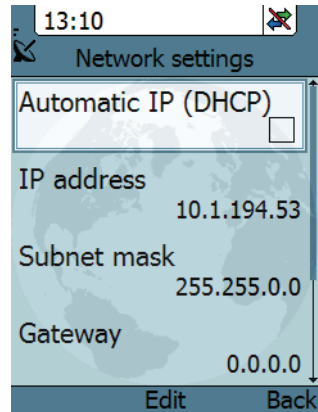 13:10
Network settings
Automatic IP (DHCP)
IP address
10.1.194.53
Subnet mask
255.255.0.0
Gateway
0.0.0.0
Edit Back